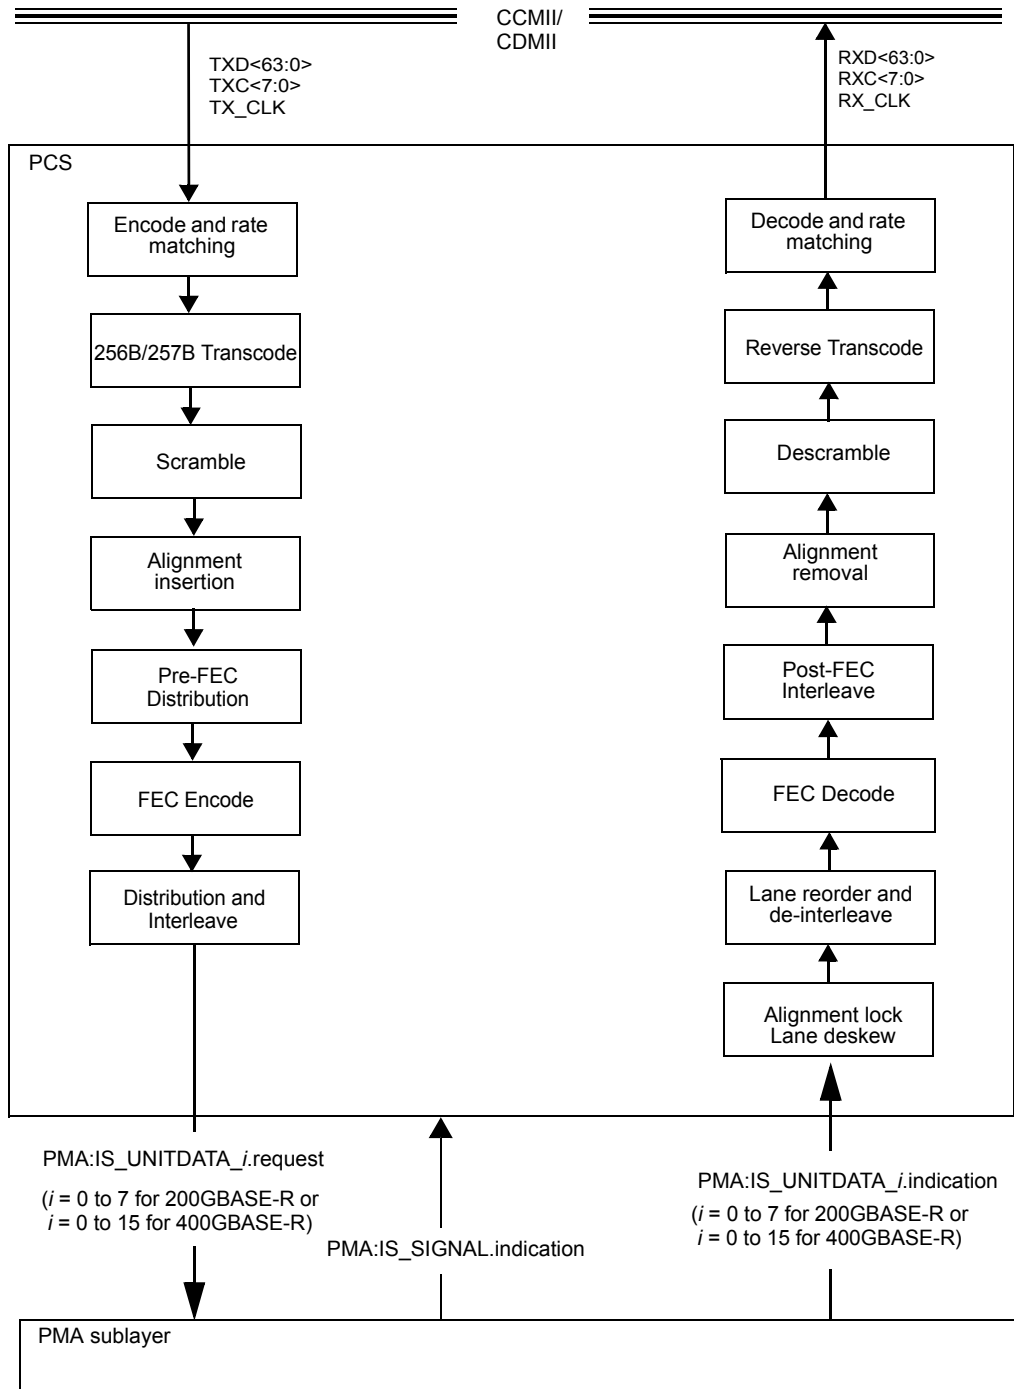 CCMII/
CDMII
TXD<63:0>
TXC<7:0>
TX_CLK
RXD<63:0>
RXC<7:0>
RX_CLK
PCS
Encode and rate
matching
256B/257B Transcode
Scramble
Alignment
insertion
Pre-FEC
Distribution
FEC Encode
Distribution and
Interleave
Decode and rate
matching
Reverse Transcode
Descramble
Alignment
removal
Post-FEC
Interleave
FEC Decode
Lane reorder and
de-interleave
Alignment lock
Lane deskew
PMA:IS_UNITDATA_i.request
(i = 0 to 7 for 200GBASE-R or
i = 0 to 15 for 400GBASE-R)
PMA:IS_SIGNAL.indication
PMA:IS_UNITDATA_i.indication
(i = 0 to 7 for 200GBASE-R or
i = 0 to 15 for 400GBASE-R)
PMA sublayer